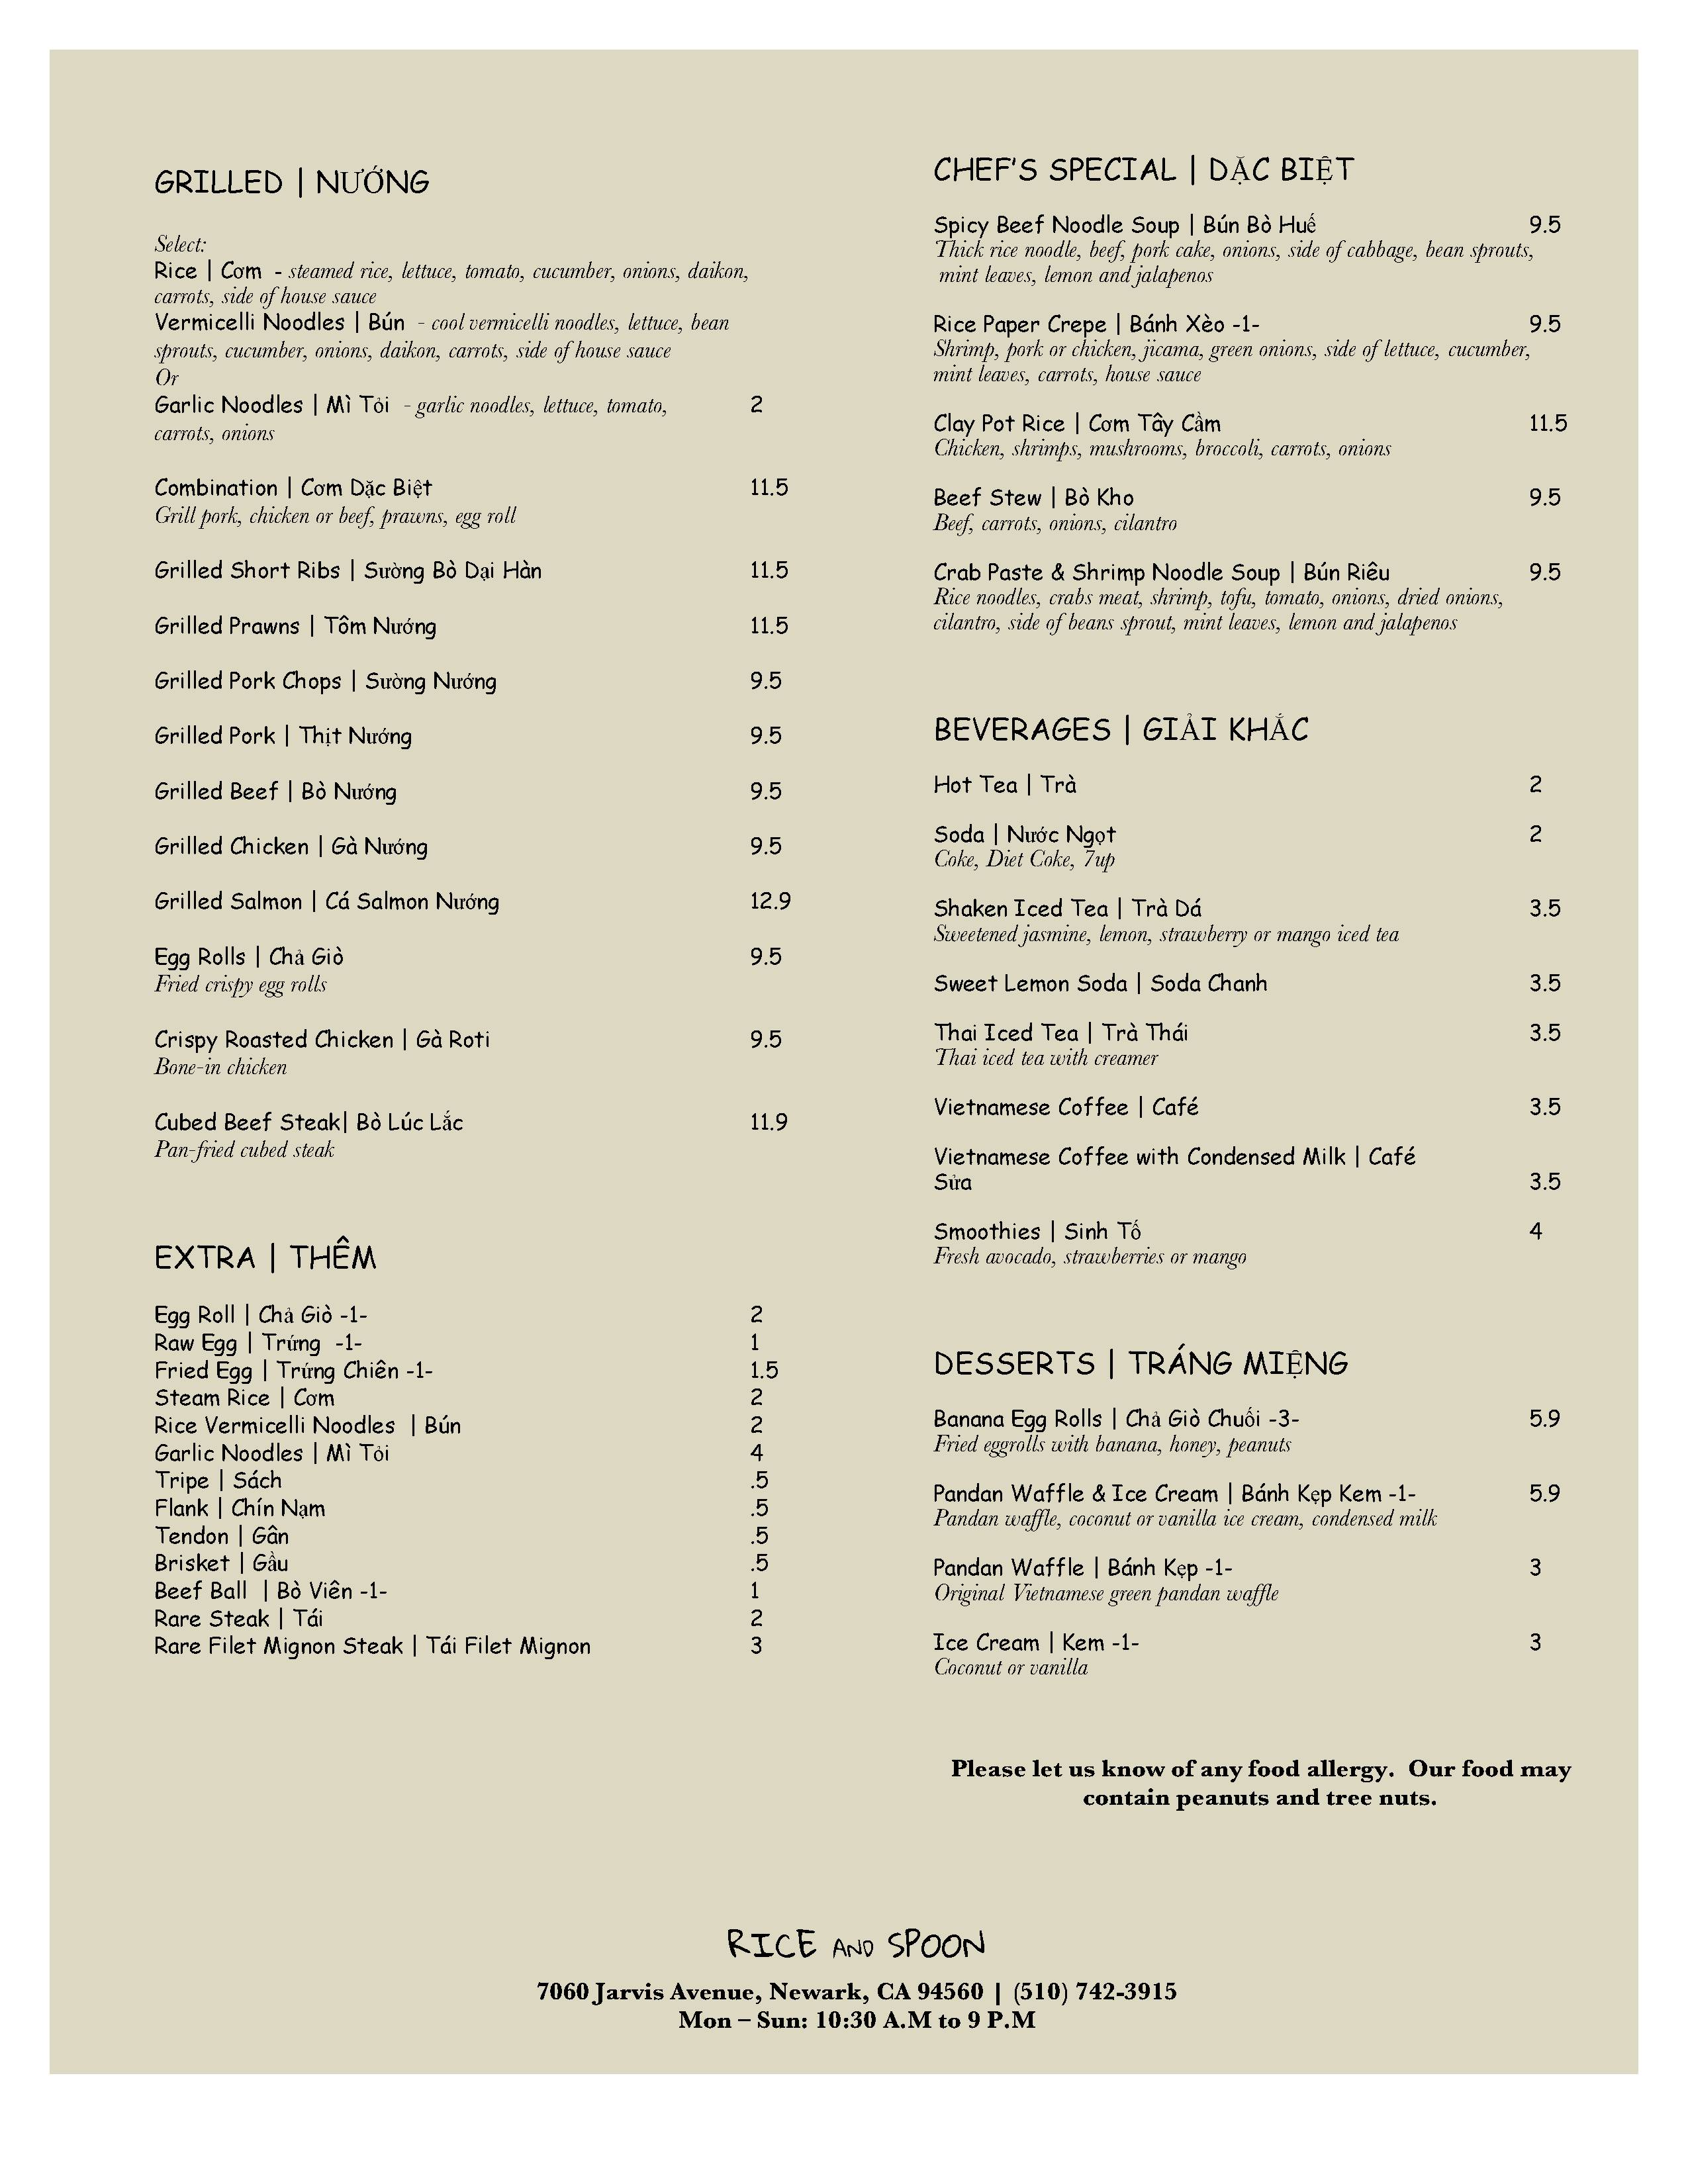 GRILLED | NƯỚNG
Select:
Rice | Cơm - steamed rice, lettuce, tomato, cucumber, onions, daikon,
carrots, side of house sauce
Vermicelli Noodles | Bún - cool vermicelli noodles, lettuce, bean
sprouts, cucumber, onions, daikon, carrots, side of house sauce
Or
Garlic Noodles | Mì Tỏi - garlic noodles, lettuce, tomato, 2
carrots, onions
Combination | Cơm Dặc Biệt 11.5
Grill pork, chicken or beef, prawns, egg roll
Grilled Short Ribs | Sường Bò Dại Hàn 11.5
Grilled Prawns | Tôm Nướng 11.5
Grilled Pork Chops | Sường Nướng 9.5
Grilled Pork | Thịt Nướng 9.5
Grilled Beef | Bò Nướng 9.5
Grilled Chicken | Gà Nướng 9.5
Grilled Salmon | Cá Salmon Nướng 12.9
Egg Rolls | Chả Giò 9.5
Fried crispy egg rolls
Crispy Roasted Chicken | Gà Roti 9.5
Bone-in chicken
Cubed Beef Steak| Bò Lúc Lắc 11.9
Pan-fried cubed steak
EXTRA | THÊM
Egg Roll | Chả Giò -1- 2
Raw Egg | Trứng -1- 1
Fried Egg | Trứng Chiên -1- 1.5
Steam Rice | Cơm 2
Rice Vermicelli Noodles | Bún 2
Garlic Noodles | Mì Tỏi 4
Tripe | Sách .5
Flank | Chín Nạm .5
Tendon | Gân .5
Brisket | Gầu .5
Beef Ball | Bò Viên -1- 1
Rare Steak | Tái 2
Rare Filet Mignon Steak | Tái Filet Mignon 3
CHEF'S SPECIAL | DẶC BIỆT
Spicy Beef Noodle Soup | Bún Bò Huế 9.5
Thick rice noodle, beef, pork cake, onions, side of cabbage, bean sprouts,
mint leaves, lemon and jalapenos
Rice Paper Crepe | Bánh Xèo -1- 9.5
Shrimp, pork or chicken, jicama, green onions, side of lettuce, cucumber,
mint leaves, carrots, house sauce
Clay Pot Rice | Cơm Tây Cầm 11.5
Chicken, shrimps, mushrooms, broccoli, carrots, onions
Beef Stew | Bò Kho 9.5
Beef, carrots, onions, cilantro
Crab Paste & Shrimp Noodle Soup | Bún Riêu 9.5
Rice noodles, crabs meat, shrimp, tofu, tomato, onions, dried onions,
cilantro, side of beans sprout, mint leaves, lemon and jalapenos
BEVERAGES | GIẢI KHẮC
Hot Tea | Trà 2
Soda | Nước Ngọt 2
Coke, Diet Coke, 7up
Shaken Iced Tea | Trà Dá 3.5
Sweetened jasmine, lemon, strawberry or mango iced tea
Sweet Lemon Soda | Soda Chanh 3.5
Thai Iced Tea | Trà Thái 3.5
Thai iced tea with creamer
Vietnamese Coffee | Café 3.5
Vietnamese Coffee with Condensed Milk | Café
Sửa 3.5
Smoothies | Sinh Tố 4
Fresh avocado, strawberries or mango
DESSERTS | TRÁNG MIỆNG
Banana Egg Rolls | Chả Giò Chuối -3- 5.9
Fried eggrolls with banana, honey, peanuts
Pandan Waffle & Ice Cream | Bánh Kẹp Kem -1- 5.9
Pandan waffle, coconut or vanilla ice cream, condensed milk
Pandan Waffle | Bánh Kẹp -1- 3
Original Vietnamese green pandan waffle
Ice Cream | Kem -1- 3
Coconut or vanilla
Please let us know of any food allergy. Our food may
contain peanuts and tree nuts.
RICE AND SPOON
7060 Jarvis Avenue, Newark, CA 94560 | (510) 742-3915
Mon – Sun: 10:30 A.M to 9 P.M